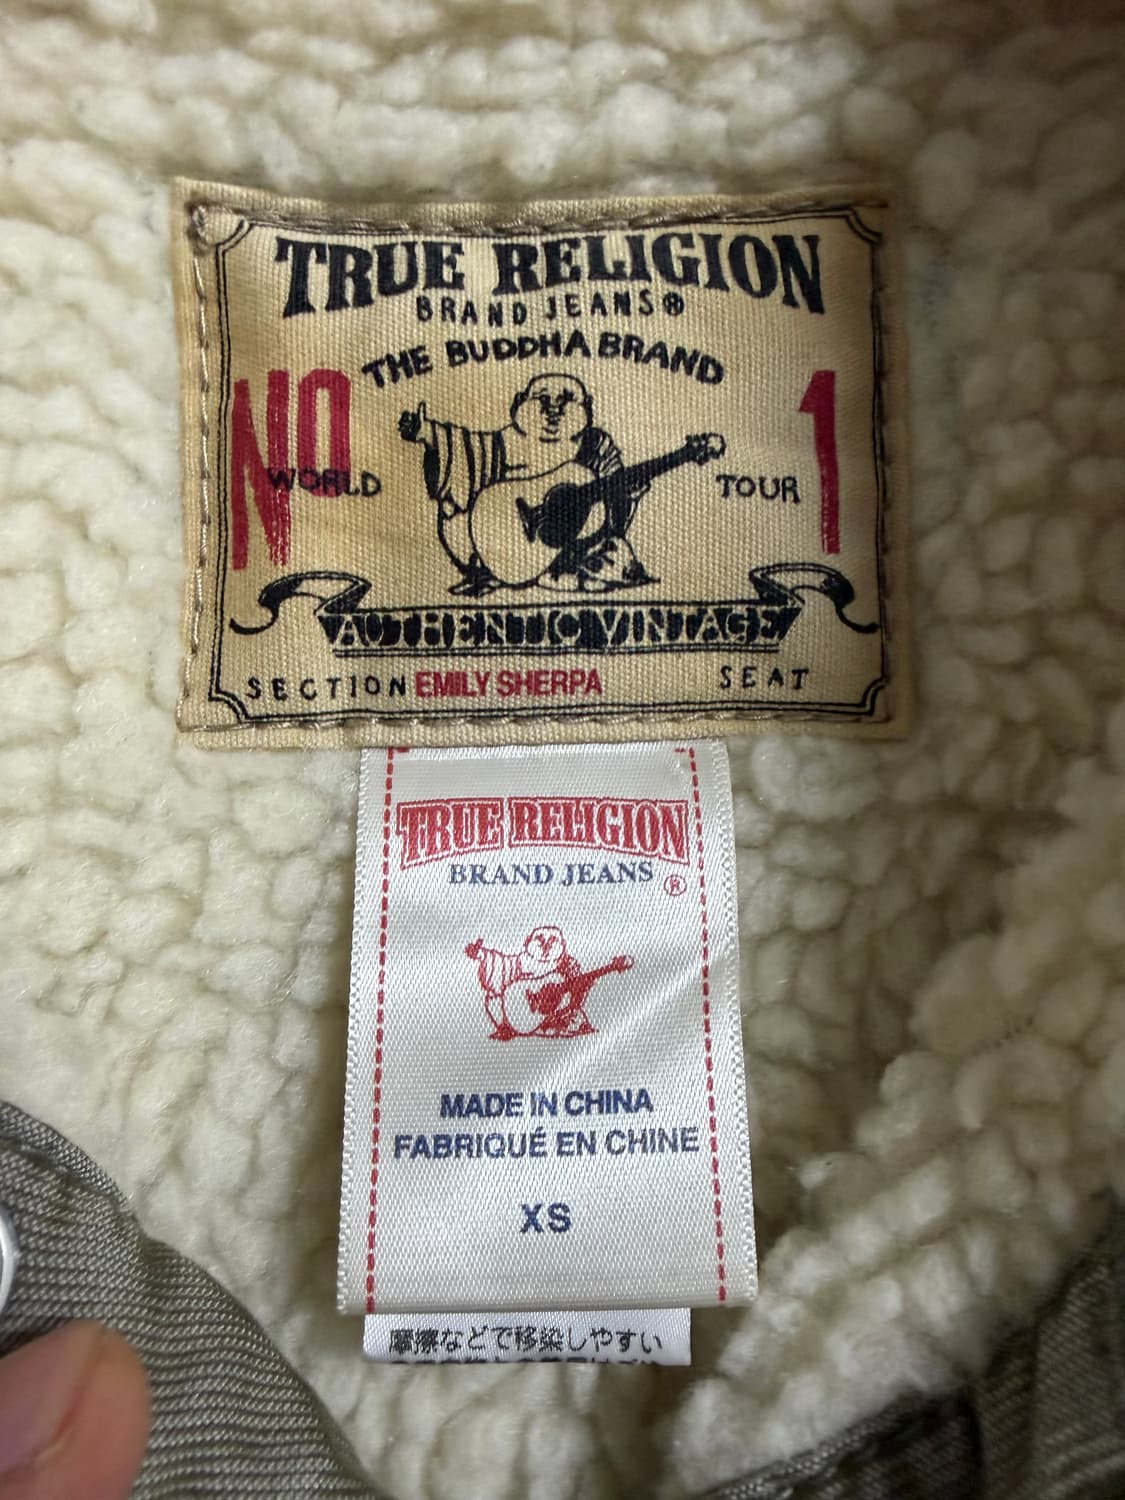 TRUE RELIGION
BRAND JEANS®
THE BUDDHA BRAND
NO 1
WORLD TOUR
AUTHENTIC VINTAGE
SECTION EMILY SHERPA SEAT
TRUE RELIGION
BRAND JEANS ®
MADE IN CHINA
FABRIQUÉ EN CHINE
XS
摩擦などで移染しやすい